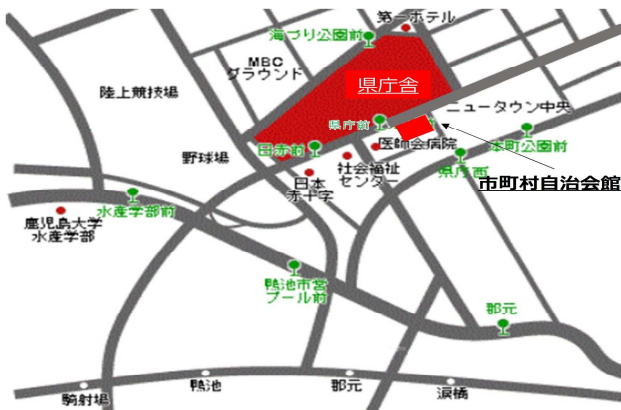 第一ホテル
海づり公園前
MBC
グラウンド
県庁舎
陸上競技場
ニュータウン中央
県庁前
野球場
日赤前
医師会病院
本町公園前
社会福祉
センター
県庁西
日本
赤十字
市町村自治会館
水産学部前
鹿児島大学
水産学部
鴨池市営
プール前
郡元
騎射場
鴨池
郡元
涙橋